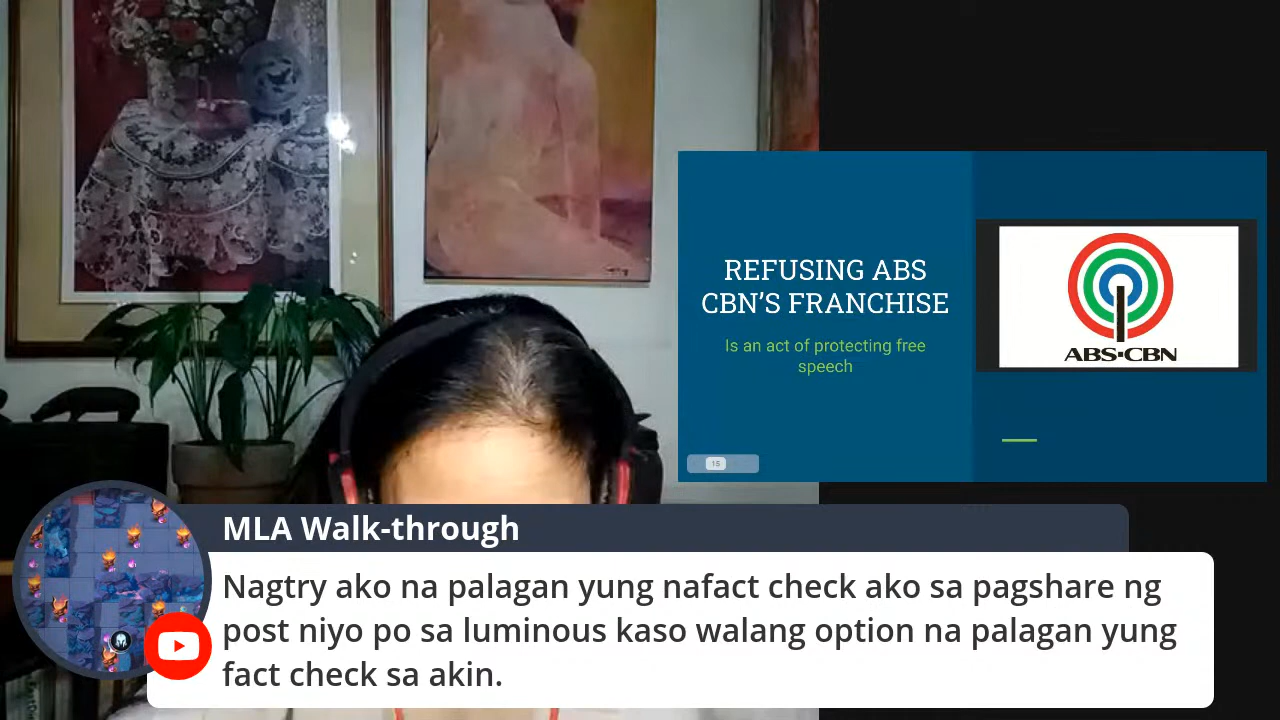 REFUSING ABS
CBN'S FRANCHISE
Is an act of protecting free
speech
ABS-CBN
15
MLA Walk-through
Nagtry ako na palagan yung nafact check ako sa pagshare ng
post niyo po sa luminous kaso walang option na palagan yung
fact check sa akin.